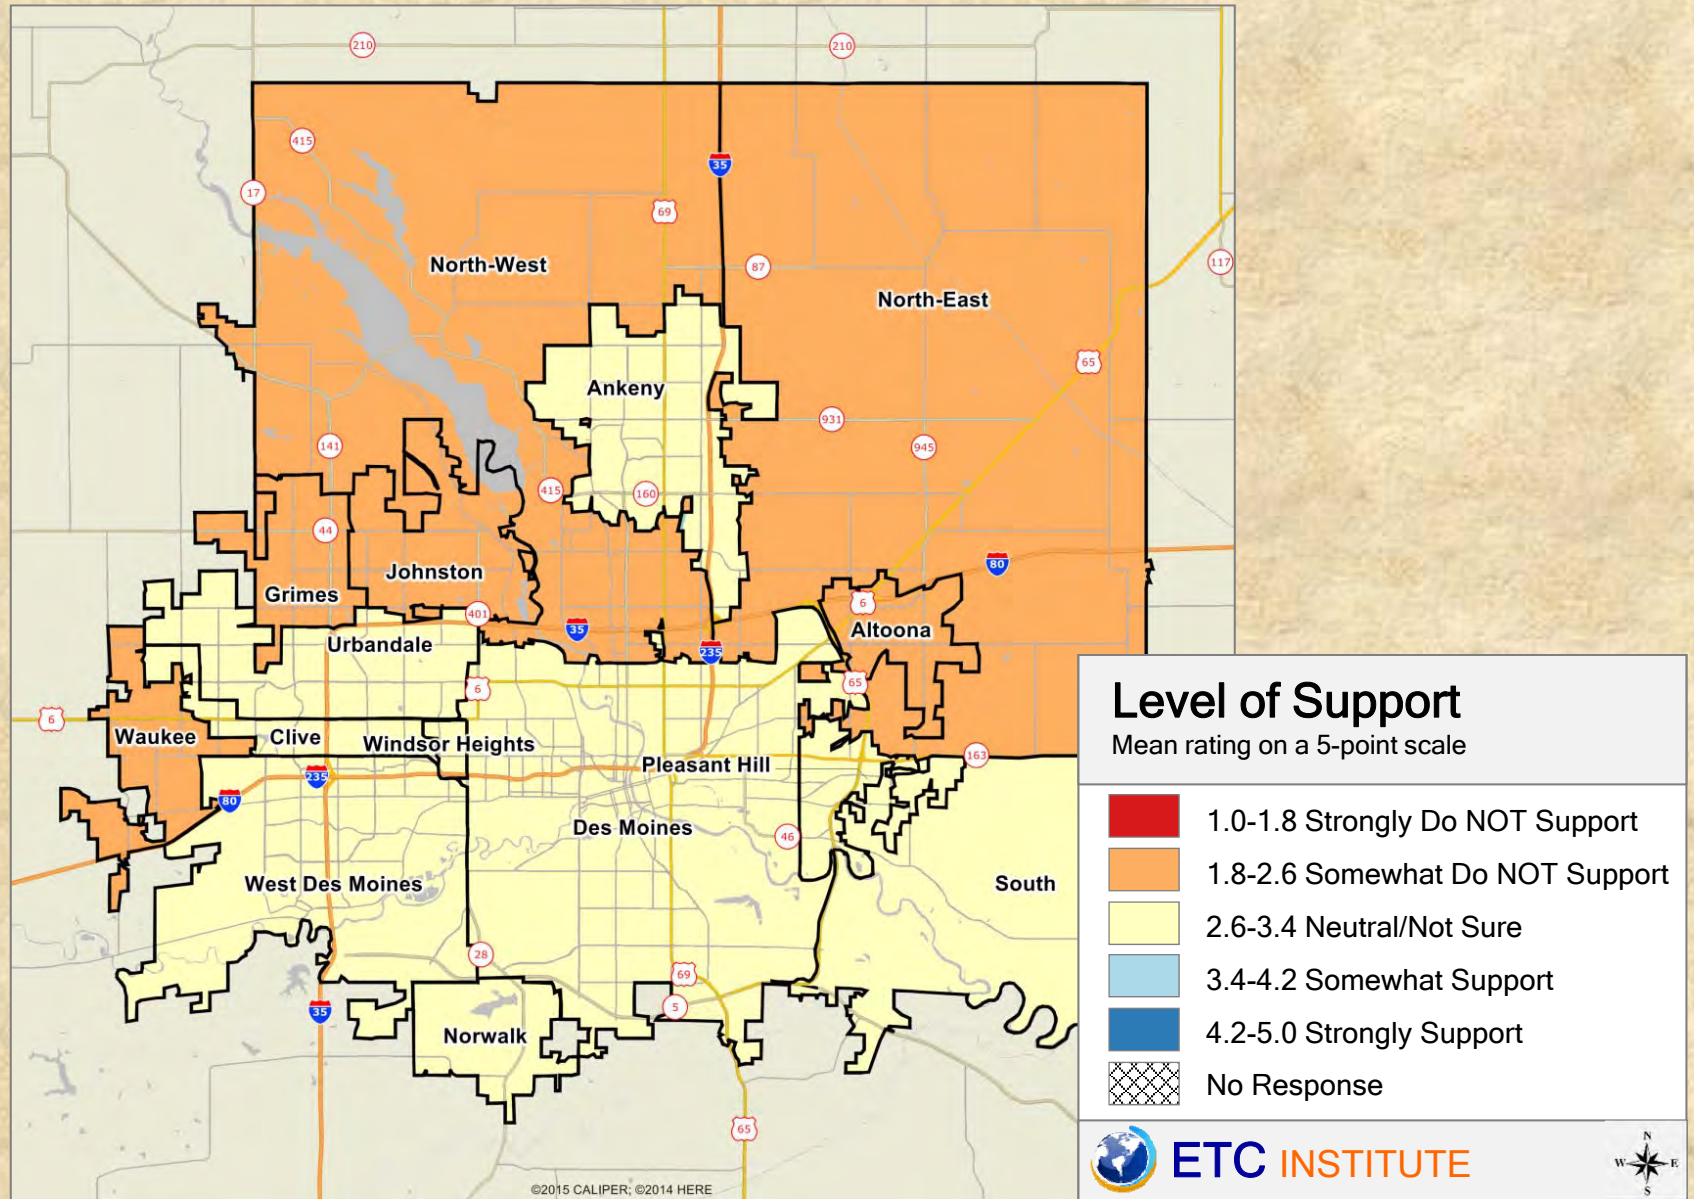 210
210
415
17
35
69
117
North-West
87
North-East
65
Ankeny
931
141
945
415
160
44
80
Johnston
Grimes
6
401
35
Altoona
Urbandale
235
65
6
6
Waukee
Clive
Windsor Heights
163
Pleasant Hill
235
80
Des Moines
46
West Des Moines
South
28
69
5
35
Norwalk
65
©2015 CALIPER; ©2014 HERE
Level of Support
Mean rating on a 5-point scale
1.0-1.8 Strongly Do NOT Support
1.8-2.6 Somewhat Do NOT Support
2.6-3.4 Neutral/Not Sure
3.4-4.2 Somewhat Support
4.2-5.0 Strongly Support
No Response
ETC INSTITUTE
N
W E
S